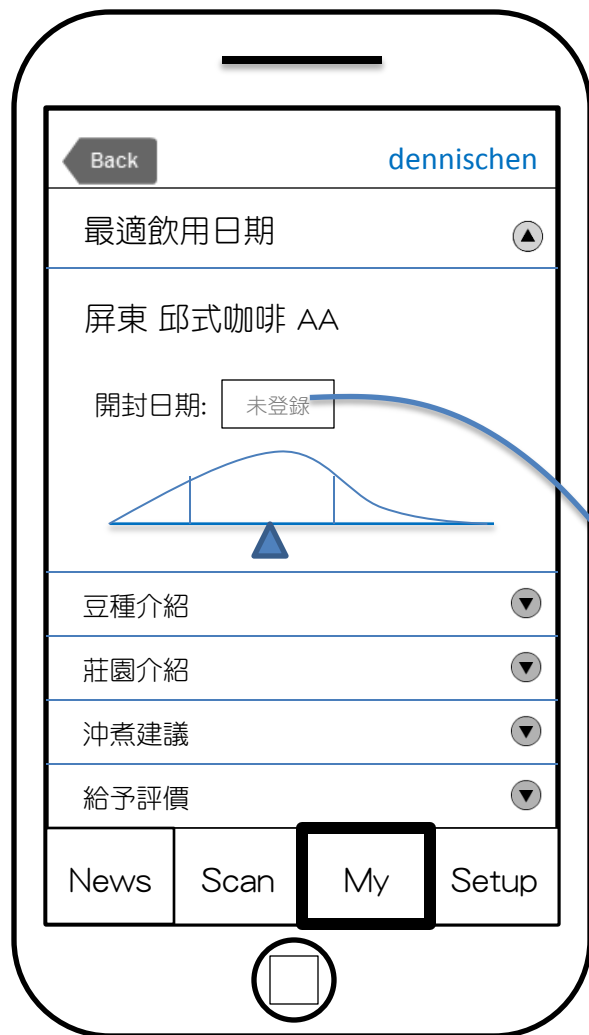 Back dennischen
最適飲用日期
屏東 邱式咖啡 AA
開封日期: 未登錄
豆種介紹
莊園介紹
沖煮建議
給予評價
News Scan My Setup